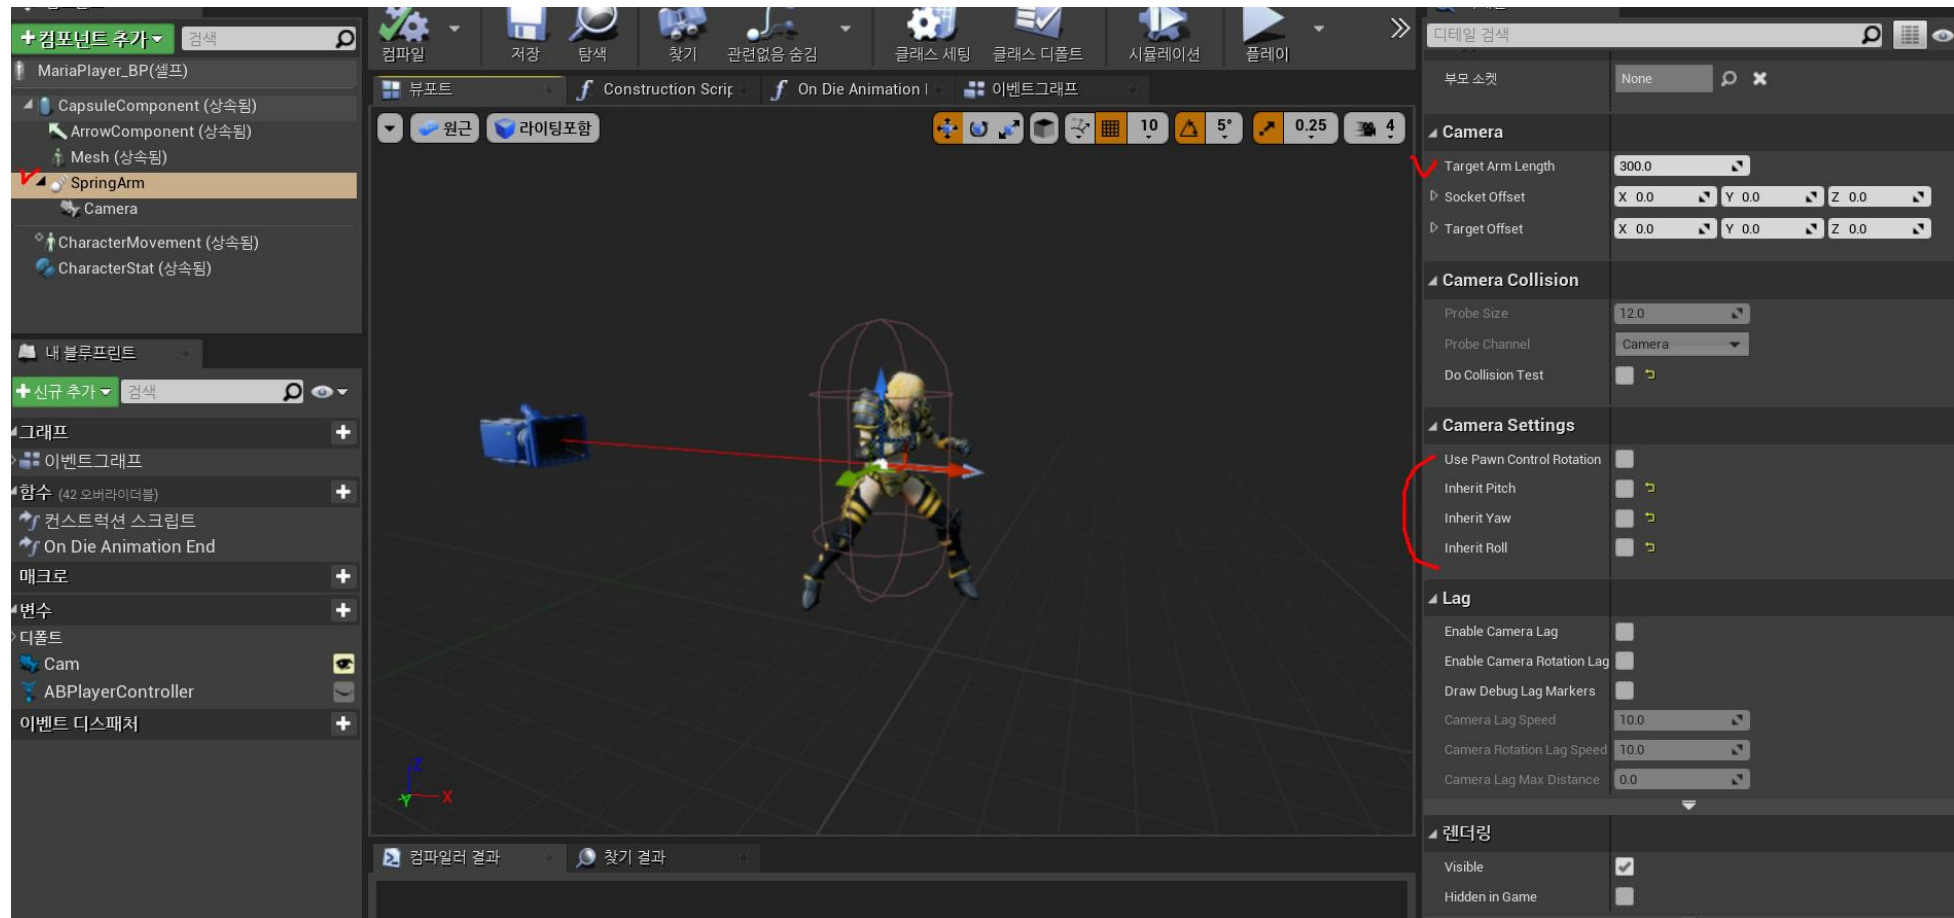 +컴포넌트 추가
검색
MariaPlayer_BP(셀프)
CapsuleComponent (상속됨)
ArrowComponent (상속됨)
Mesh (상속됨)
SpringArm
Camera
CharacterMovement (상속됨)
CharacterStat (상속됨)
내 블루프린트
+신규 추가
검색
그래프
이벤트그래프
함수 (42 오버라이더블)
컨스트럭션 스크립트
On Die Animation End
매크로
변수
디폴트
Cam
ABPlayerController
이벤트 디스패처
컴파일
저장
탐색
찾기
관련없음 숨김
클래스 세팅
클래스 디폴트
시뮬레이션
플레이
뷰포트
Construction Scrip
On Die Animation
이벤트그래프
원근
라이팅포함
10
5°
0.25
4
Z
Y
X
컴파일러 결과
찾기 결과
디테일 검색
부모 소켓 None
Camera
Target Arm Length 300.0
Socket Offset X 0.0 Y 0.0 Z 0.0
Target Offset X 0.0 Y 0.0 Z 0.0
Camera Collision
Probe Size 12.0
Probe Channel Camera
Do Collision Test
Camera Settings
Use Pawn Control Rotation
Inherit Pitch
Inherit Yaw
Inherit Roll
Lag
Enable Camera Lag
Enable Camera Rotation Lag
Draw Debug Lag Markers
Camera Lag Speed 10.0
Camera Rotation Lag Speed 10.0
Camera Lag Max Distance 0.0
렌더링
Visible
Hidden in Game